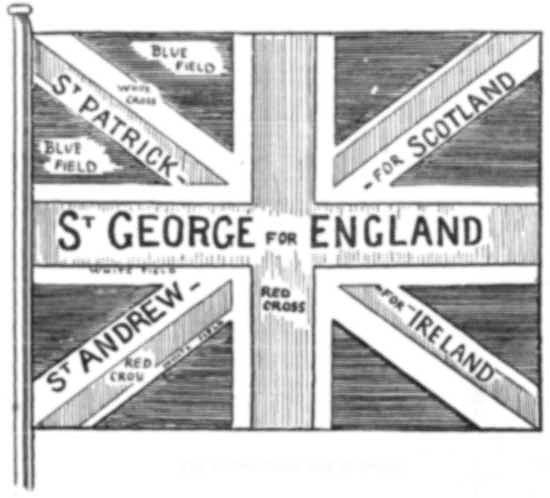 BLUE
FIELD
WHITE
CROSS
ST PATRICK-
-FOR SCOTLAND
BLUE
FIELD
ST GEORGE FOR ENGLAND
WHITE FIELD
RED
CROSS
ST ANDREW-
-FOR-IRELAND
RED
CROSS
WHITE FIELD